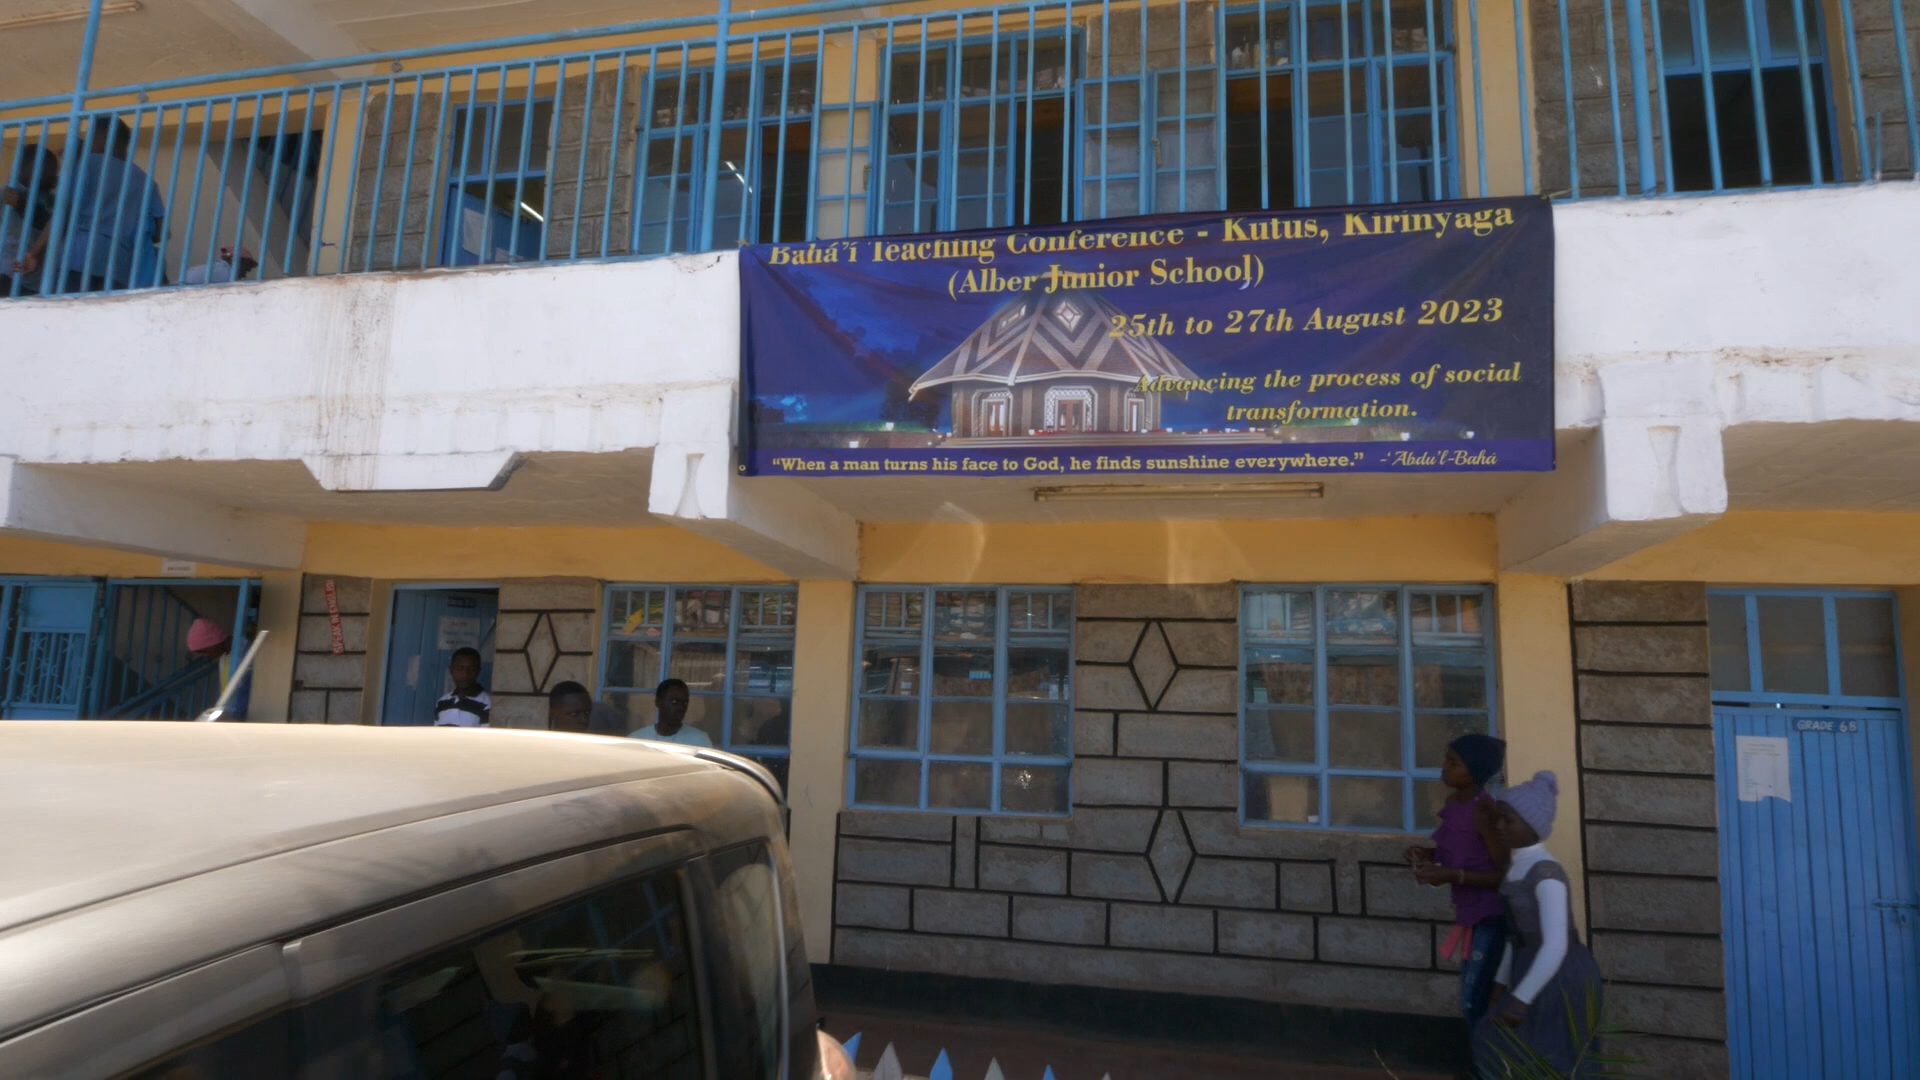 Bahá'í Teaching Conference - Kutus, Kirinyaga
(Alber Junior School)
25th to 27th August 2023
Advancing the process of social
transformation.
“When a man turns his face to God, he finds sunshine everywhere.” -‘Abdu’l-Bahá
GRADE 6B